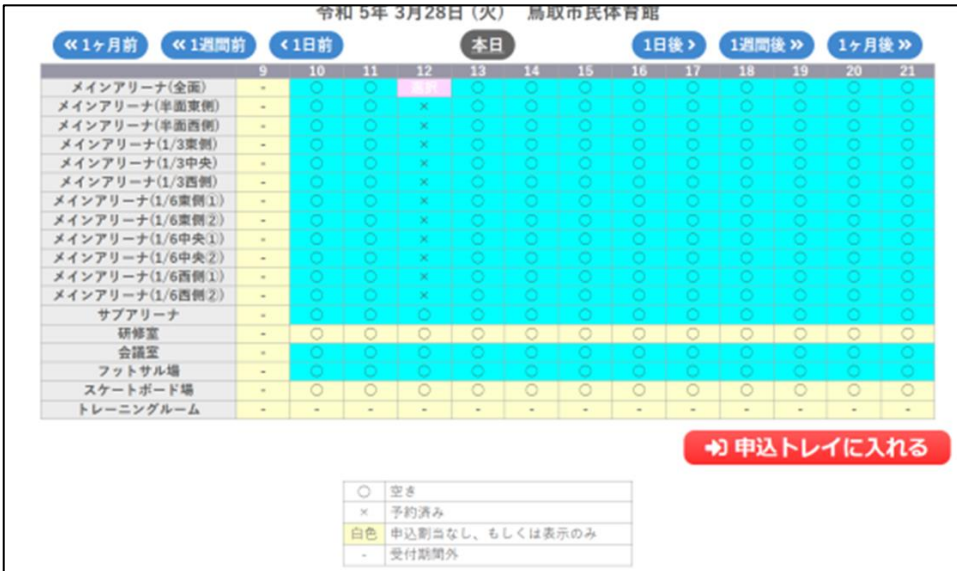 令和 5年 3月28日 (火) 鳥取市民体育館
≪1ヶ月前 ≪1週間前 <1日前 本日 1日後> 1週間後≫ 1ヶ月後≫
9 10 11 12 13 14 15 16 17 18 19 20 21
メインアリーナ(全面) - ○ ○ 選択 ○ ○ ○ ○ ○ ○ ○ ○ ○
メインアリーナ(半面東側) - ○ ○ × ○ ○ ○ ○ ○ ○ ○ ○ ○
メインアリーナ(半面西側) - ○ ○ × ○ ○ ○ ○ ○ ○ ○ ○ ○
メインアリーナ(1/3東側) - ○ ○ × ○ ○ ○ ○ ○ ○ ○ ○ ○
メインアリーナ(1/3中央) - ○ ○ × ○ ○ ○ ○ ○ ○ ○ ○ ○
メインアリーナ(1/3西側) - ○ ○ × ○ ○ ○ ○ ○ ○ ○ ○ ○
メインアリーナ(1/6東側①) - ○ ○ × ○ ○ ○ ○ ○ ○ ○ ○ ○
メインアリーナ(1/6東側②) - ○ ○ × ○ ○ ○ ○ ○ ○ ○ ○ ○
メインアリーナ(1/6中央①) - ○ ○ × ○ ○ ○ ○ ○ ○ ○ ○ ○
メインアリーナ(1/6中央②) - ○ ○ × ○ ○ ○ ○ ○ ○ ○ ○ ○
メインアリーナ(1/6西側①) - ○ ○ × ○ ○ ○ ○ ○ ○ ○ ○ ○
メインアリーナ(1/6西側②) - ○ ○ × ○ ○ ○ ○ ○ ○ ○ ○ ○
サブアリーナ - ○ ○ ○ ○ ○ ○ ○ ○ ○ ○ ○ ○
研修室 - ○ ○ ○ ○ ○ ○ ○ ○ ○ ○ ○ ○
会議室 - ○ ○ ○ ○ ○ ○ ○ ○ ○ ○ ○ ○
フットサル場 - ○ ○ ○ ○ ○ ○ ○ ○ ○ ○ ○ ○
スケートボード場 - ○ ○ ○ ○ ○ ○ ○ ○ ○ ○ ○ ○
トレーニングルーム - - - - - - - - - - - - -
申込トレイに入れる
○ 空き
× 予約済み
白色 申込割当なし、もしくは表示のみ
- 受付期間外